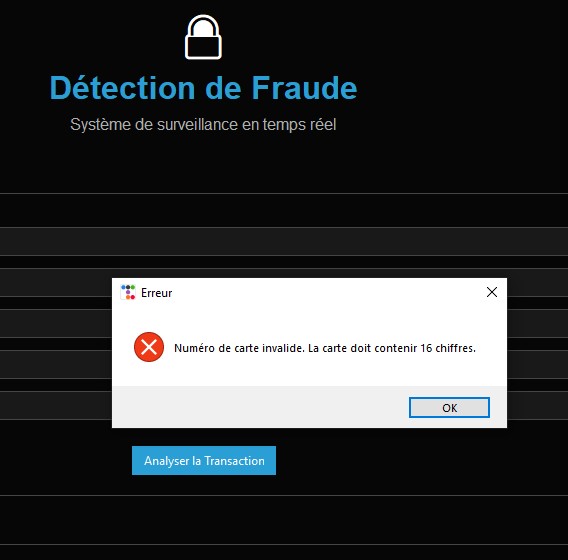 Détection de Fraude
Système de surveillance en temps réel
Erreur
Numéro de carte invalide. La carte doit contenir 16 chiffres.
OK
Analyser la Transaction